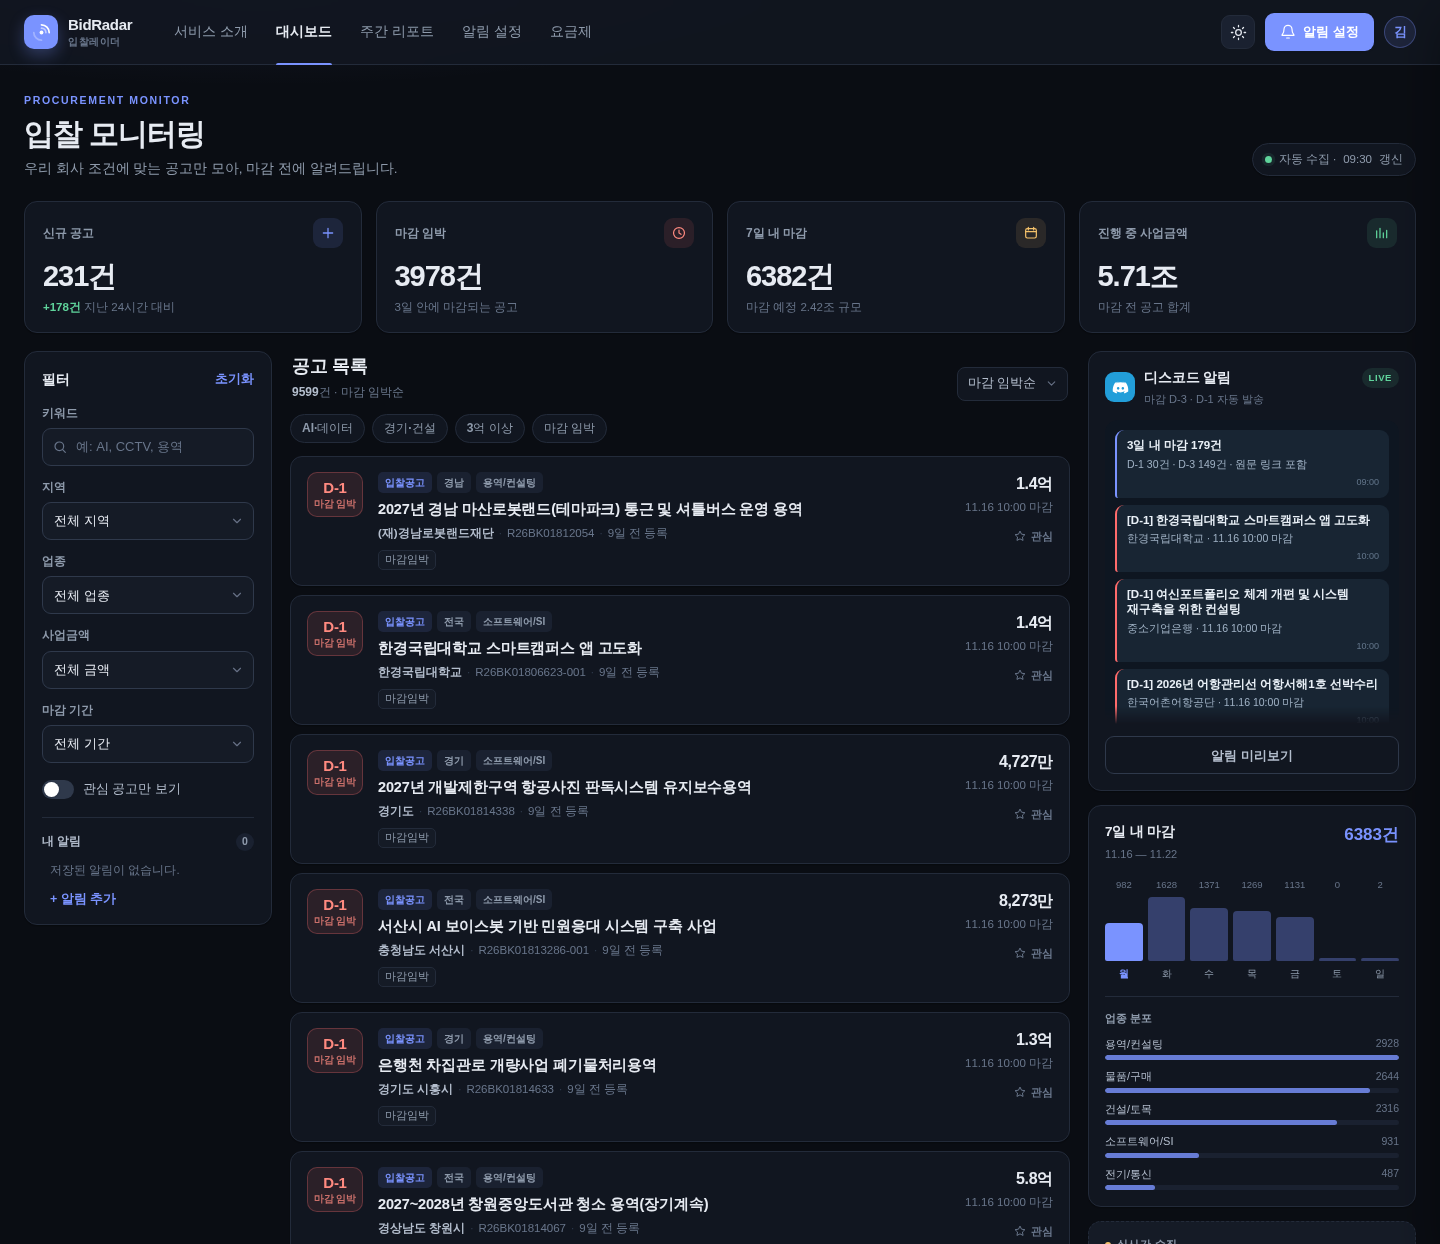 BidRadar
입찰레이더
서비스 소개
대시보드
주간 리포트
알림 설정
요금제
알림 설정
김
PROCUREMENT MONITOR
입찰 모니터링
우리 회사 조건에 맞는 공고만 모아, 마감 전에 알려드립니다.
자동 수집 · 09:30 갱신
신규 공고
231건
+178건 지난 24시간 대비
마감 임박
3978건
3일 안에 마감되는 공고
7일 내 마감
6382건
마감 예정 2.42조 규모
진행 중 사업금액
5.71조
마감 전 공고 합계
필터
초기화
키워드
예: AI, CCTV, 용역
지역
전체 지역
업종
전체 업종
사업금액
전체 금액
마감 기간
전체 기간
관심 공고만 보기
내 알림
0
저장된 알림이 없습니다.
+ 알림 추가
공고 목록
9599건 · 마감 임박순
마감 임박순
AI·데이터
경기·건설
3억 이상
마감 임박
D-1
마감 임박
입찰공고
경남
용역/컨설팅
2027년 경남 마산로봇랜드(테마파크) 통근 및 셔틀버스 운영 용역
(재)경남로봇랜드재단 · R26BK01812054 · 9일 전 등록
마감임박
1.4억
11.16 10:00 마감
관심
D-1
마감 임박
입찰공고
전국
소프트웨어/SI
한경국립대학교 스마트캠퍼스 앱 고도화
한경국립대학교 · R26BK01806623-001 · 9일 전 등록
마감임박
1.4억
11.16 10:00 마감
관심
D-1
마감 임박
입찰공고
경기
소프트웨어/SI
2027년 개발제한구역 항공사진 판독시스템 유지보수용역
경기도 · R26BK01814338 · 9일 전 등록
마감임박
4,727만
11.16 10:00 마감
관심
D-1
마감 임박
입찰공고
전국
소프트웨어/SI
서산시 AI 보이스봇 기반 민원응대 시스템 구축 사업
충청남도 서산시 · R26BK01813286-001 · 9일 전 등록
마감임박
8,273만
11.16 10:00 마감
관심
D-1
마감 임박
입찰공고
경기
용역/컨설팅
은행천 차집관로 개량사업 폐기물처리용역
경기도 시흥시 · R26BK01814633 · 9일 전 등록
마감임박
1.3억
11.16 10:00 마감
관심
D-1
마감 임박
입찰공고
전국
용역/컨설팅
2027~2028년 창원중앙도서관 청소 용역(장기계속)
경상남도 창원시 · R26BK01814067 · 9일 전 등록
5.8억
11.16 10:00 마감
관심
디스코드 알림
마감 D-3 · D-1 자동 발송
LIVE
3일 내 마감 179건
D-1 30건 · D-3 149건 · 원문 링크 포함
09:00
[D-1] 한경국립대학교 스마트캠퍼스 앱 고도화
한경국립대학교 · 11.16 10:00 마감
10:00
[D-1] 여신포트폴리오 체계 개편 및 시스템
재구축을 위한 컨설팅
중소기업은행 · 11.16 10:00 마감
10:00
[D-1] 2026년 어항관리선 어항서해1호 선박수리
한국어촌어항공단 · 11.16 10:00 마감
10:00
알림 미리보기
7일 내 마감
6383건
11.16 — 11.22
982 1628 1371 1269 1131 0 2
월 화 수 목 금 토 일
업종 분포
용역/컨설팅 2928
물품/구매 2644
건설/토목 2316
소프트웨어/SI 931
전기/통신 487
실시간 수집